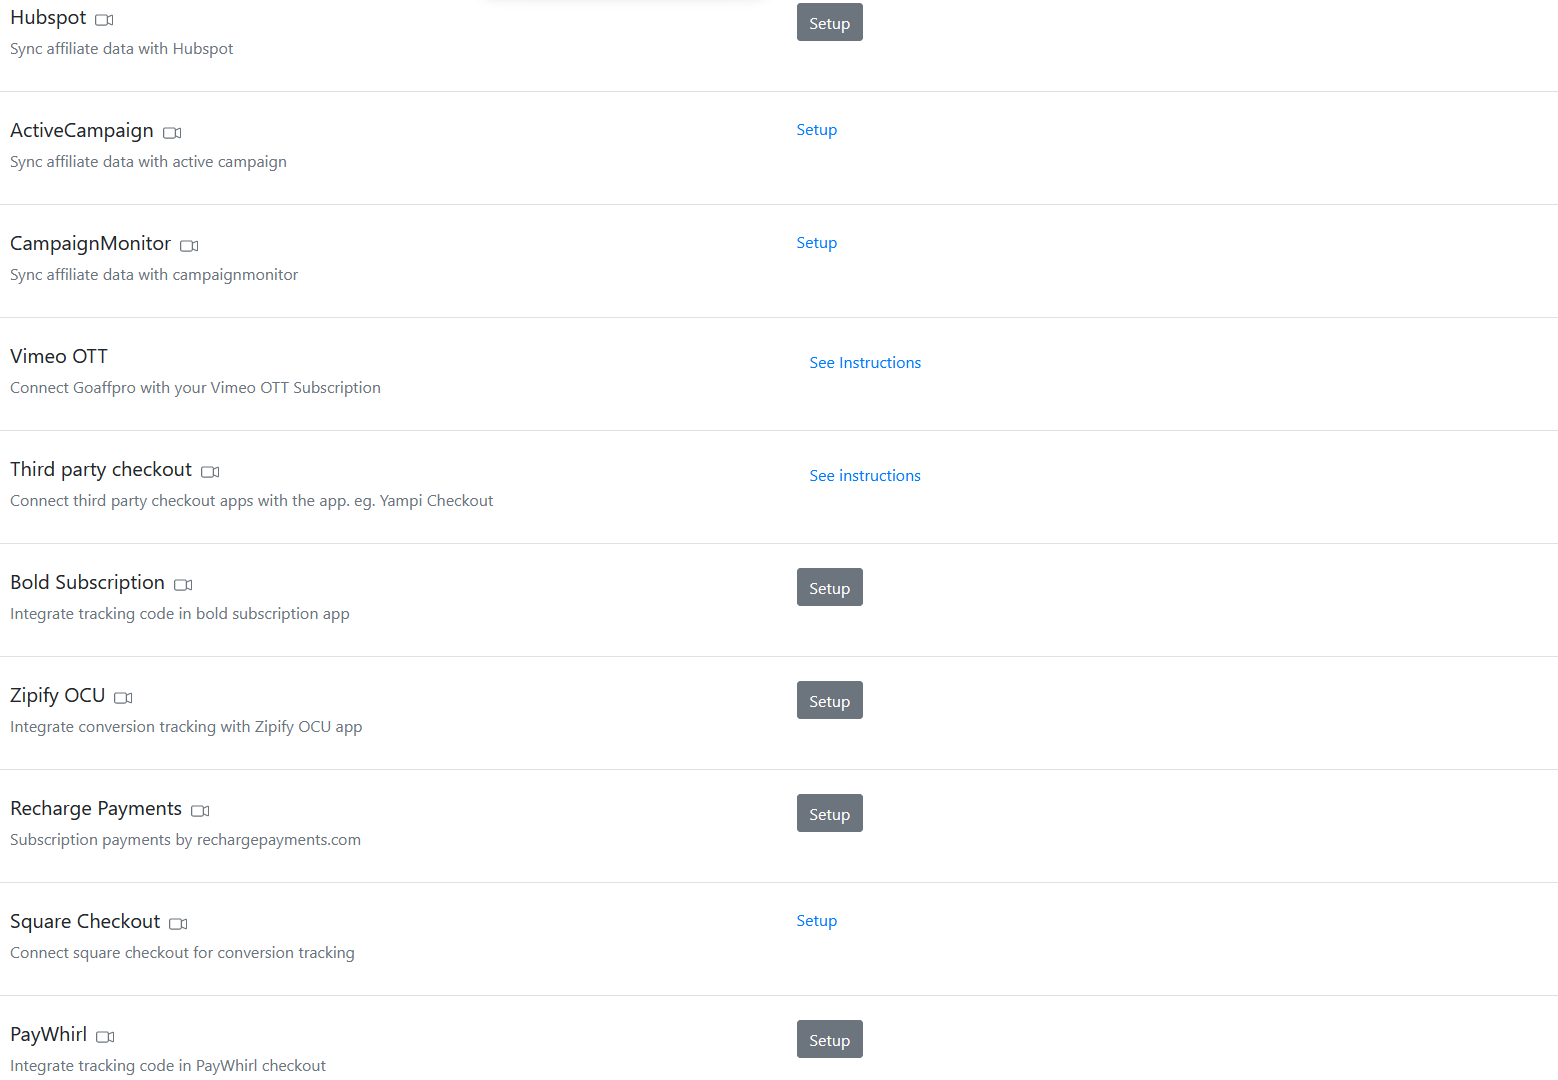 Hubspot
Setup
Sync affiliate data with Hubspot
ActiveCampaign
Setup
Sync affiliate data with active campaign
CampaignMonitor
Setup
Sync affiliate data with campaignmonitor
Vimeo OTT
See Instructions
Connect Goaffpro with your Vimeo OTT Subscription
Third party checkout
See instructions
Connect third party checkout apps with the app. eg. Yampi Checkout
Bold Subscription
Setup
Integrate tracking code in bold subscription app
Zipify OCU
Setup
Integrate conversion tracking with Zipify OCU app
Recharge Payments
Setup
Subscription payments by rechargepayments.com
Square Checkout
Setup
Connect square checkout for conversion tracking
PayWhirl
Setup
Integrate tracking code in PayWhirl checkout